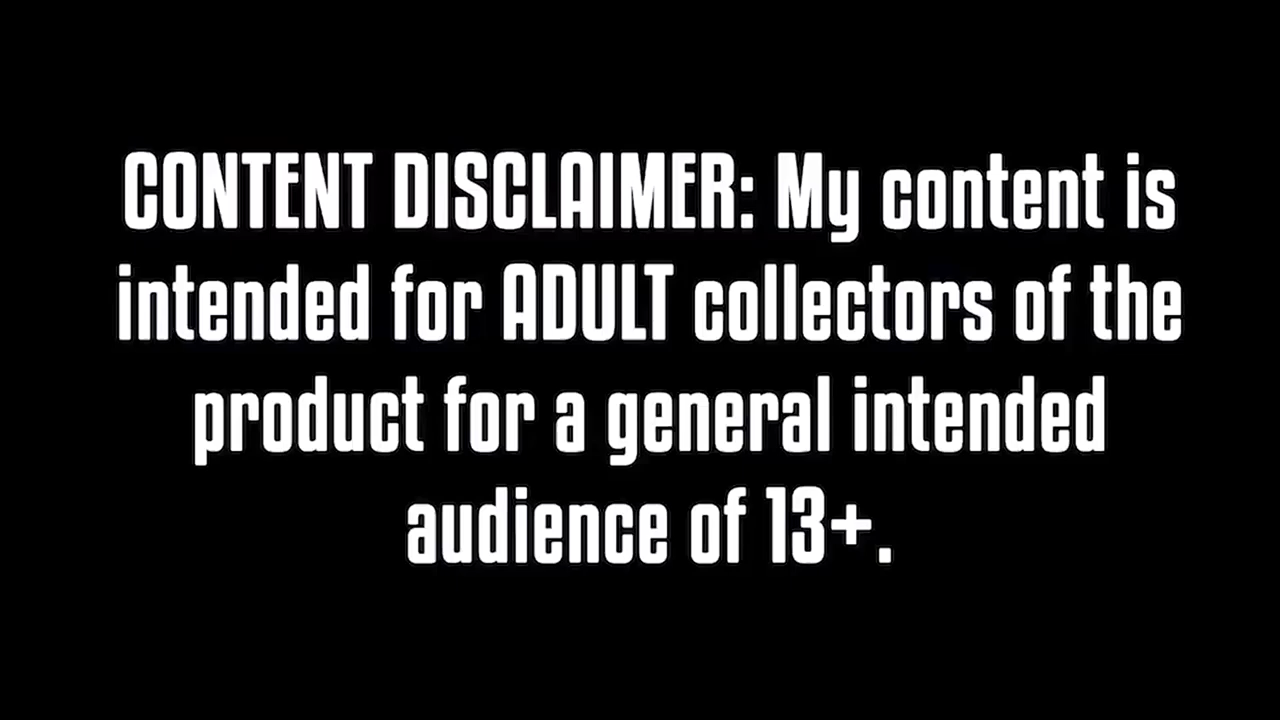 CONTENT DISCLAIMER: My content is
intended for ADULT collectors of the
product for a general intended
audience of 13+.